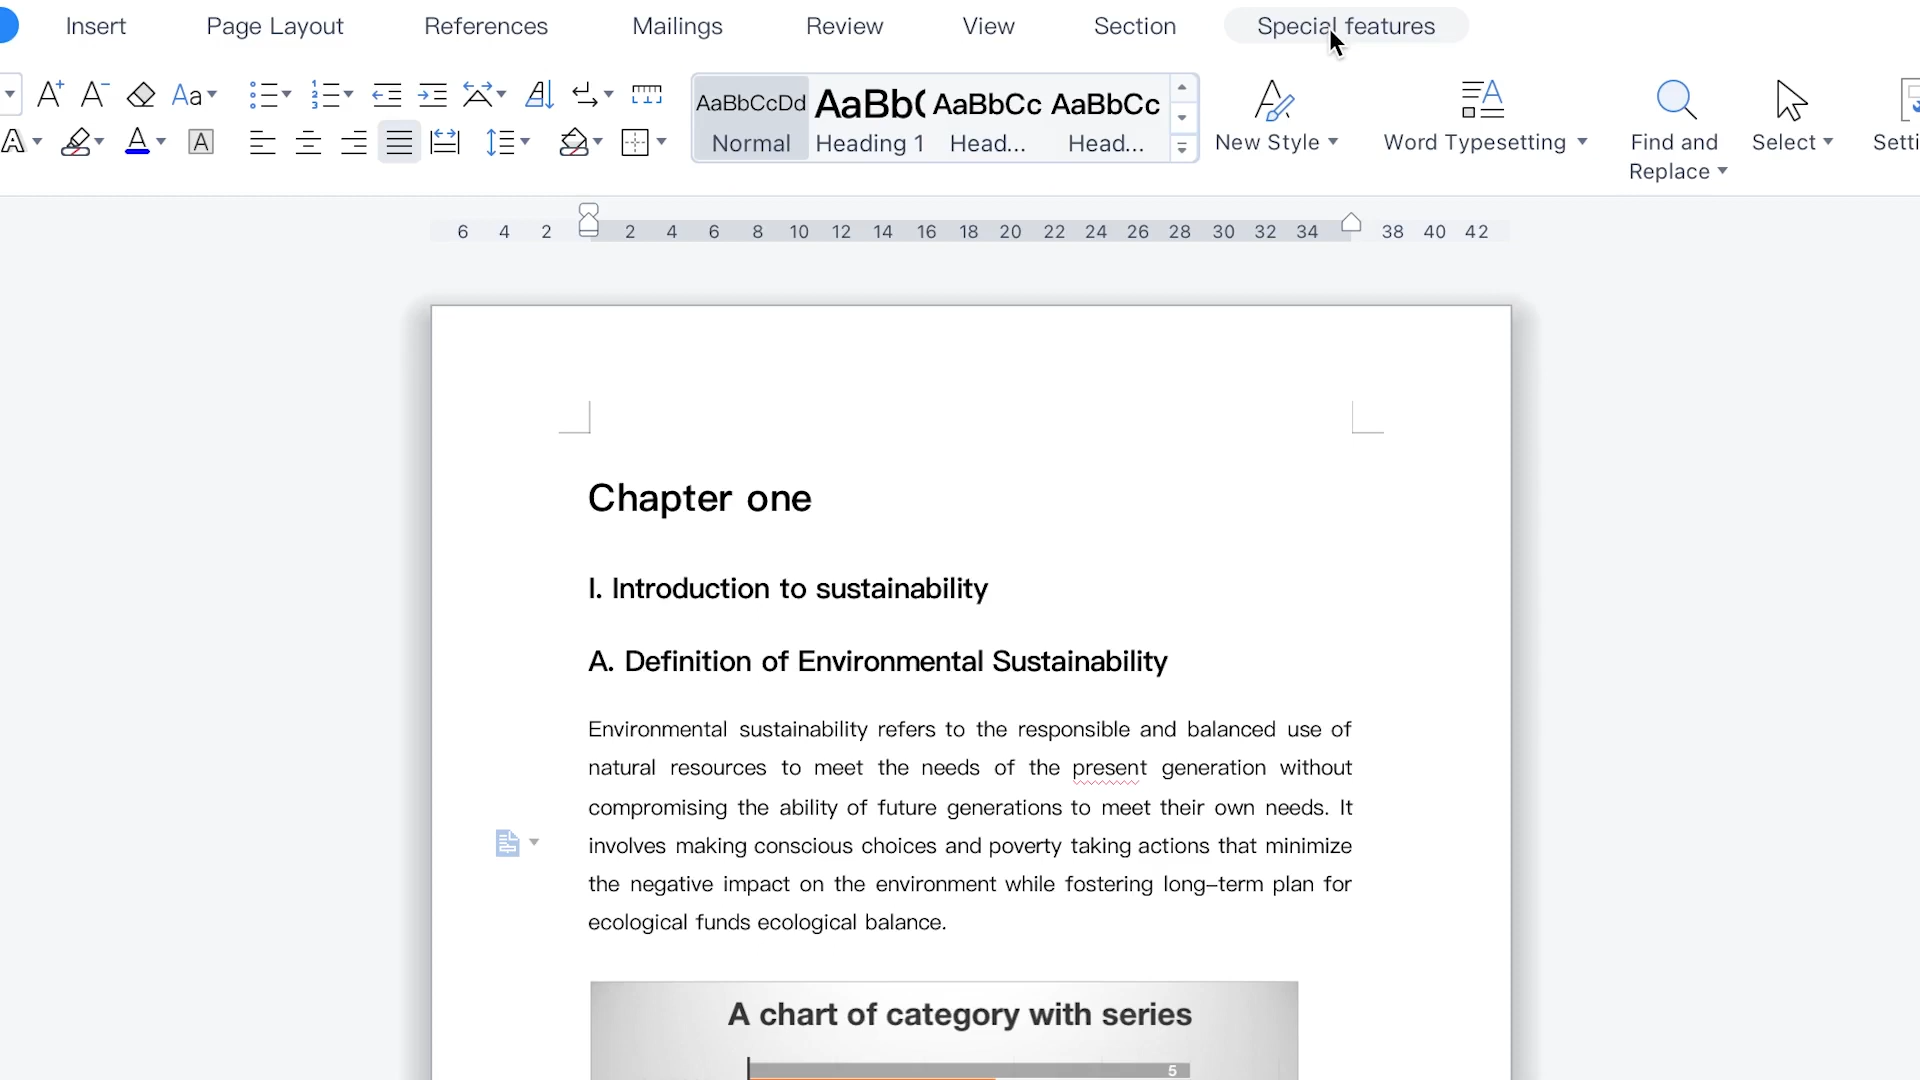 Insert Page Layout References Mailings Review View Section Special features
AaBbCcDd AaBb( AaBbCc AaBbCc
Normal Heading 1 Head... Head...
New Style Word Typesetting Find and Replace Select Setti
6 4 2 2 4 6 8 10 12 14 16 18 20 22 24 26 28 30 32 34 38 40 42
Chapter one
I. Introduction to sustainability
A. Definition of Environmental Sustainability
Environmental sustainability refers to the responsible and balanced use of
natural resources to meet the needs of the present generation without
compromising the ability of future generations to meet their own needs. It
involves making conscious choices and poverty taking actions that minimize
the negative impact on the environment while fostering long–term plan for
ecological funds ecological balance.
A chart of category with series
5